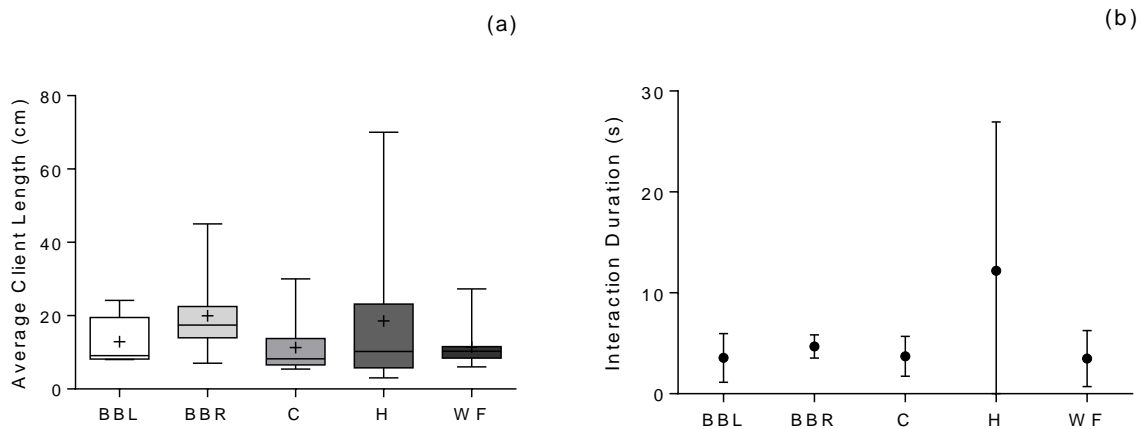 (a)
Average Client Length (cm)
80
60
40
20
0
BBL BBR C H WF
(b)
Interaction Duration (s)
30
20
10
0
BBL BBR C H WF